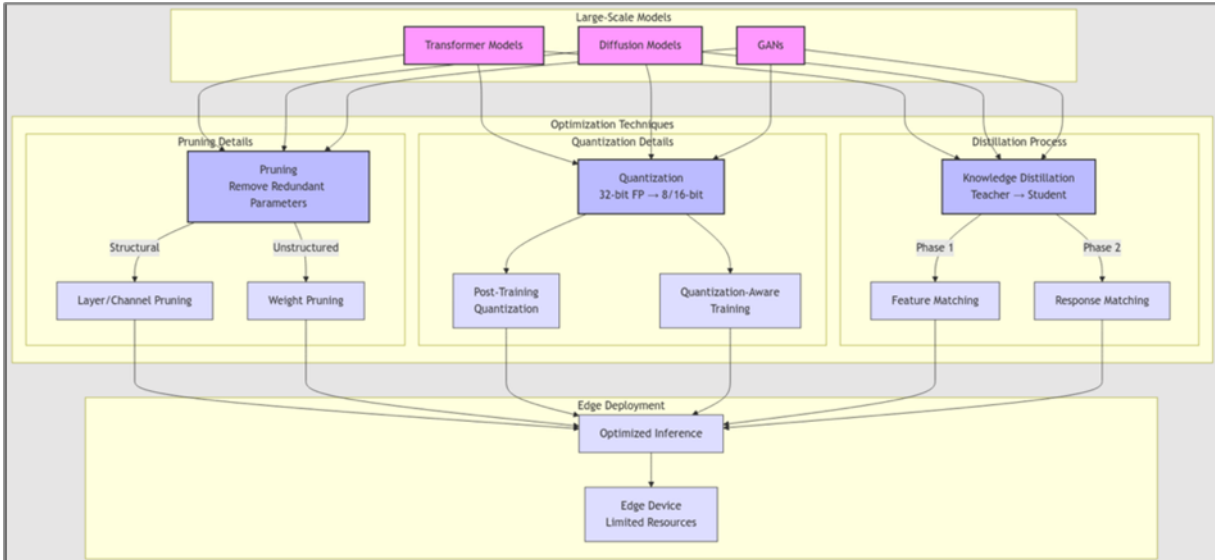 Large-Scale Models
Transformer Models
Diffusion Models
GANs
Optimization Techniques
Pruning Details
Quantization Details
Distillation Process
Pruning
Remove Redundant
Parameters
Quantization
32-bit FP → 8/16-bit
Knowledge Distillation
Teacher → Student
Structural
Unstructured
Phase 1
Phase 2
Layer/Channel Pruning
Weight Pruning
Post-Training
Quantization
Quantization-Aware
Training
Feature Matching
Response Matching
Edge Deployment
Optimized Inference
Edge Device
Limited Resources